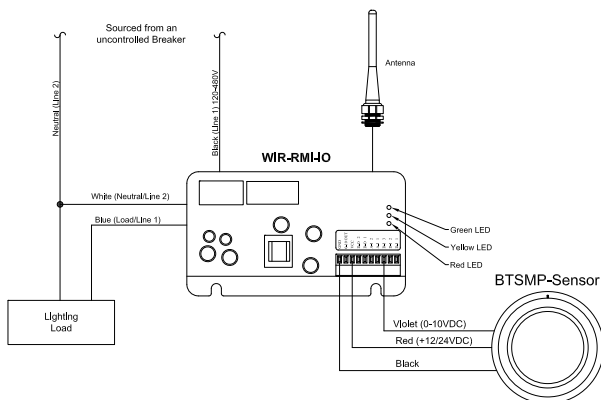 Sourced from an
uncontrolled Breaker
Neutral (Line 2)
Black (Line 1) 120-480V
Antenna
WIR-RMI-IO
White (Neutral/Line 2)
Blue (Load/Line 1)
Green LED
Yellow LED
Red LED
GND
VCC
BTSMP-Sensor
Lighting
Load
Violet (0-10VDC)
Red (+12/24VDC)
Black